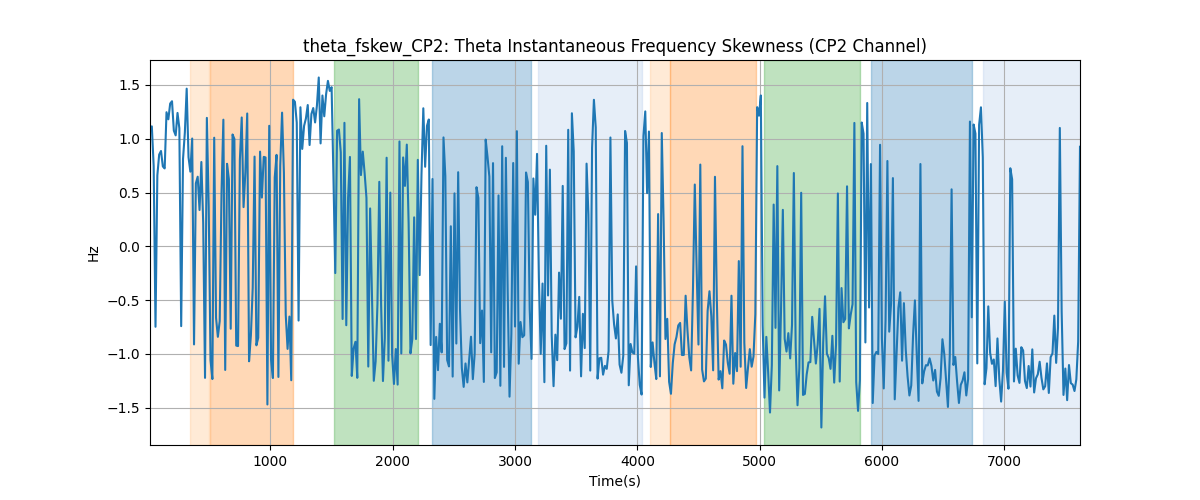 theta_fskew_CP2: Theta Instantaneous Frequency Skewness (CP2 Channel)
Hz
1.5
1.0
0.5
0.0
−0.5
−1.0
−1.5
1000 2000 3000 4000 5000 6000 7000
Time(s)